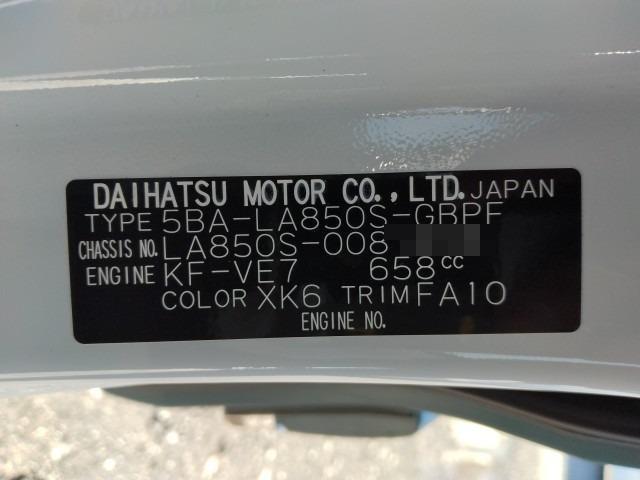 DAIHATSU MOTOR CO., LTD. JAPAN
TYPE 5BA-LA850S-GBPF
CHASSIS NO. LA850S-008
ENGINE KF-VE7 658cc
COLOR XK6 TRIM FA10
ENGINE NO.